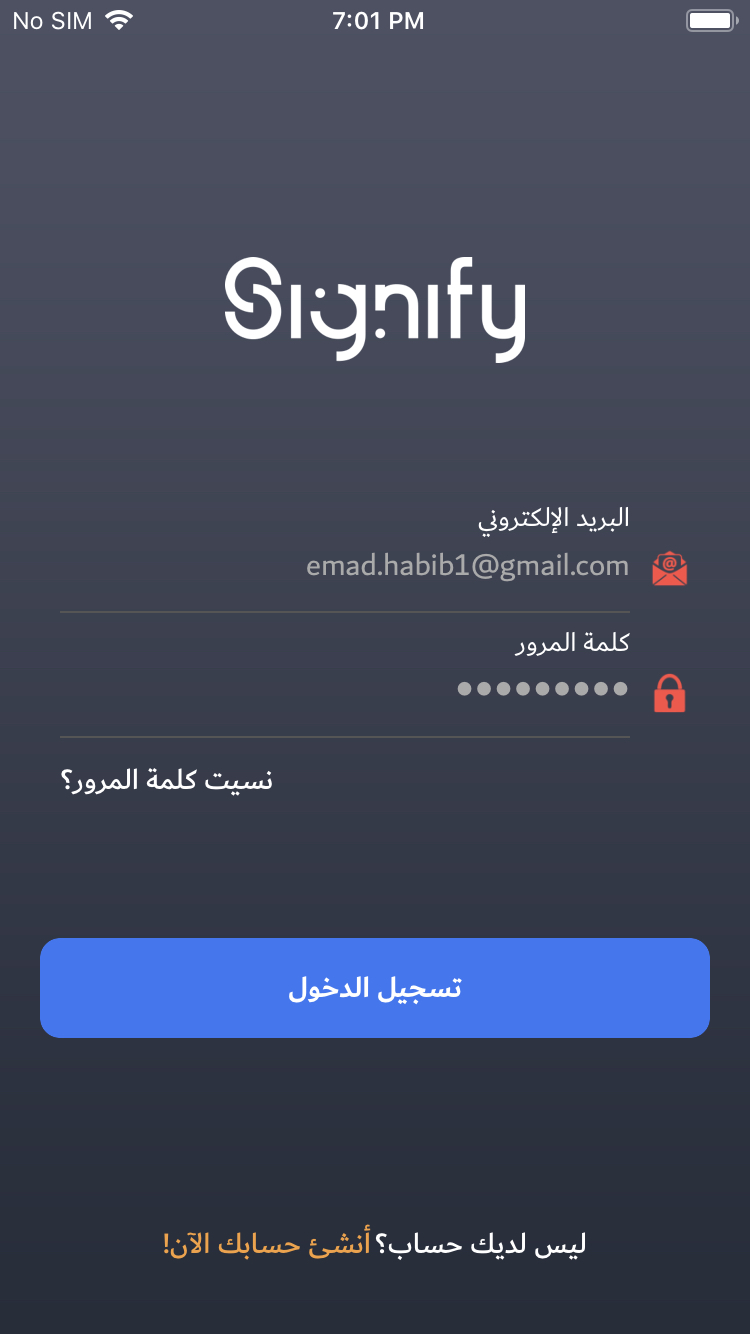 No SIM 7:01 PM
Signify
البريد الإلكتروني
emad.habib1@gmail.com
كلمة المرور
●●●●●●●●●
نسيت كلمة المرور؟
تسجيل الدخول
ليس لديك حساب؟ أنشئ حسابك الآن!